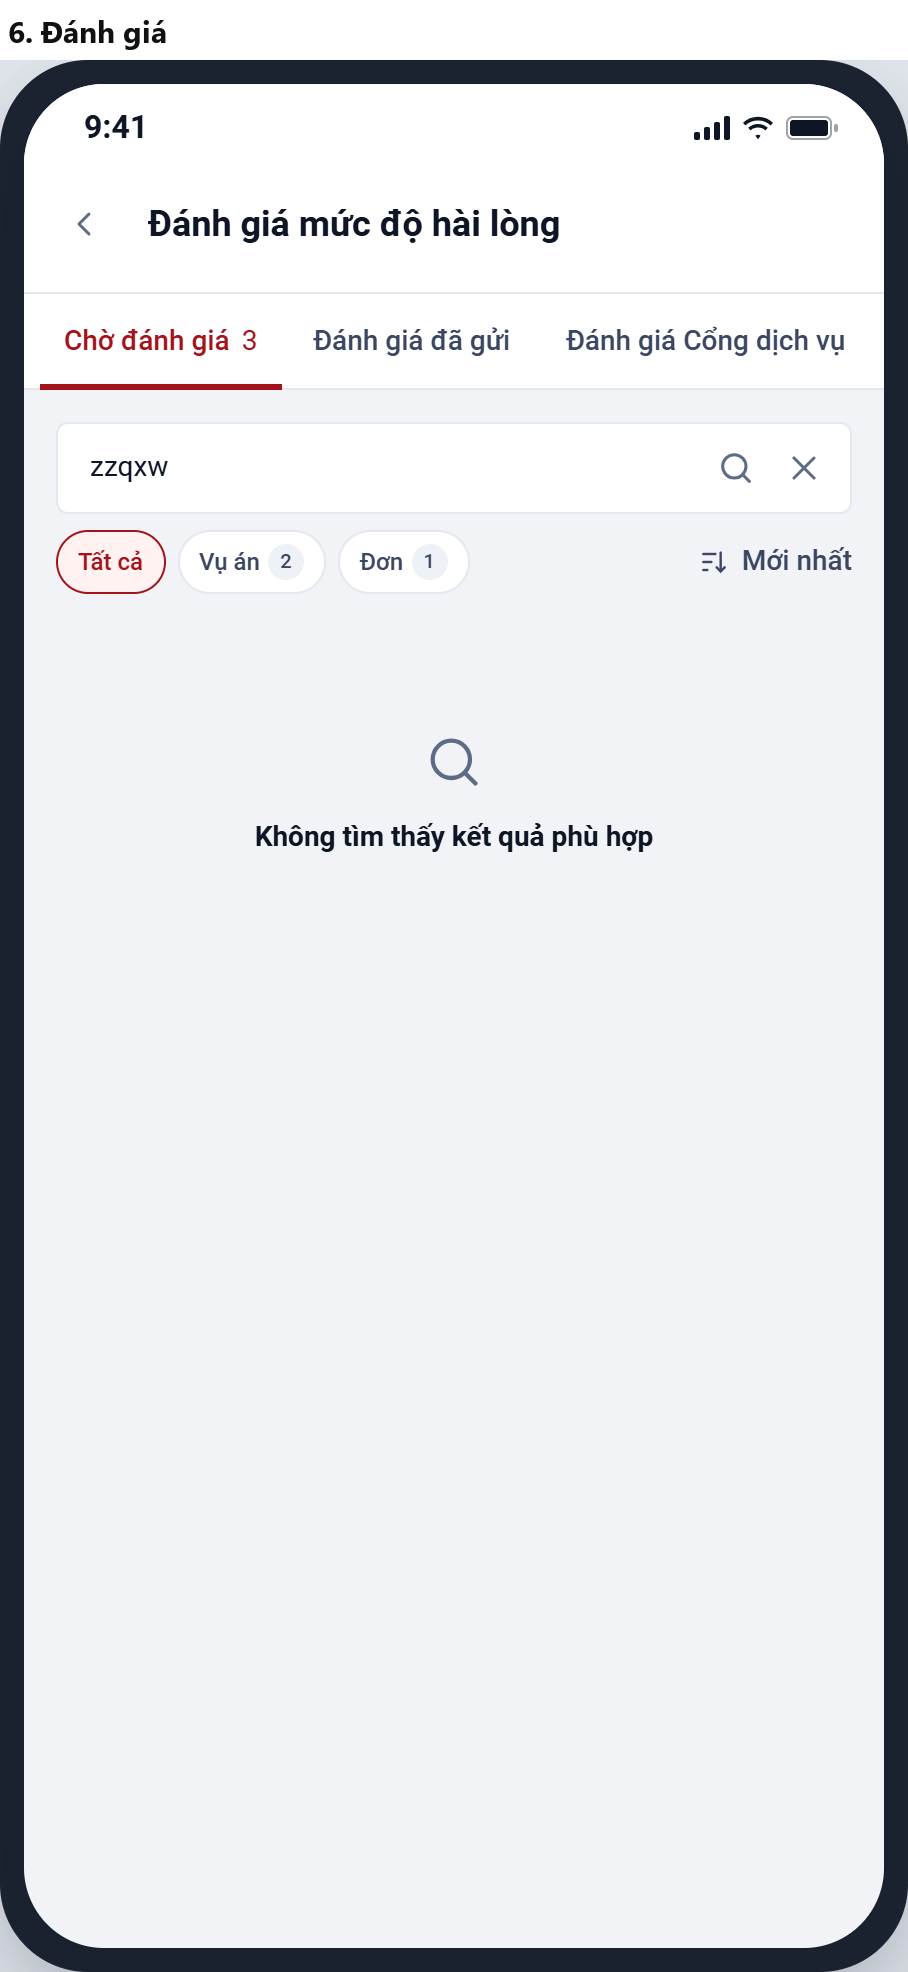 6. Đánh giá
9:41
Đánh giá mức độ hài lòng
Chờ đánh giá 3 Đánh giá đã gửi Đánh giá Cổng dịch vụ
zzqxw
Tất cả Vụ án 2 Đơn 1 Mới nhất
Không tìm thấy kết quả phù hợp